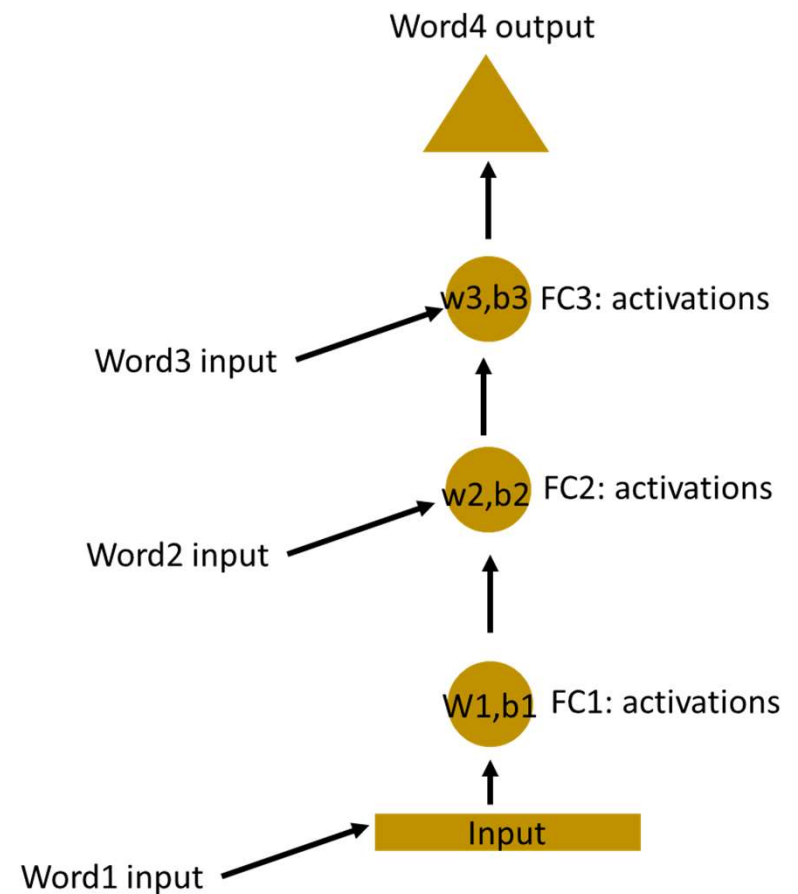 Word4 output
w3,b3 FC3: activations
Word3 input
w2,b2 FC2: activations
Word2 input
W1,b1 FC1: activations
Input
Word1 input